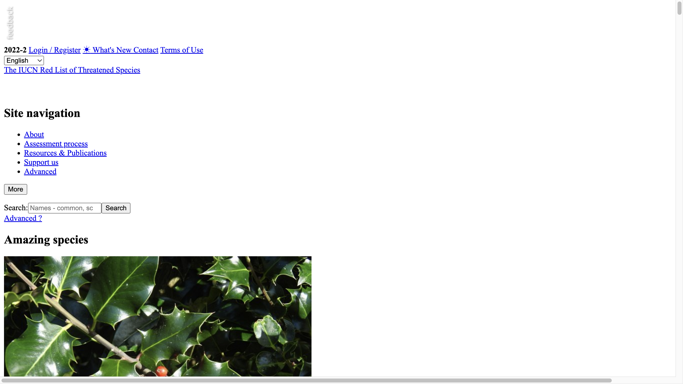 feedback
2022-2 Login / Register ☀ What's New Contact Terms of Use
English
The IUCN Red List of Threatened Species
Site navigation
• About
• Assessment process
• Resources & Publications
• Support us
• Advanced
More
Search: Names - common, sc Search
Advanced ?
Amazing species